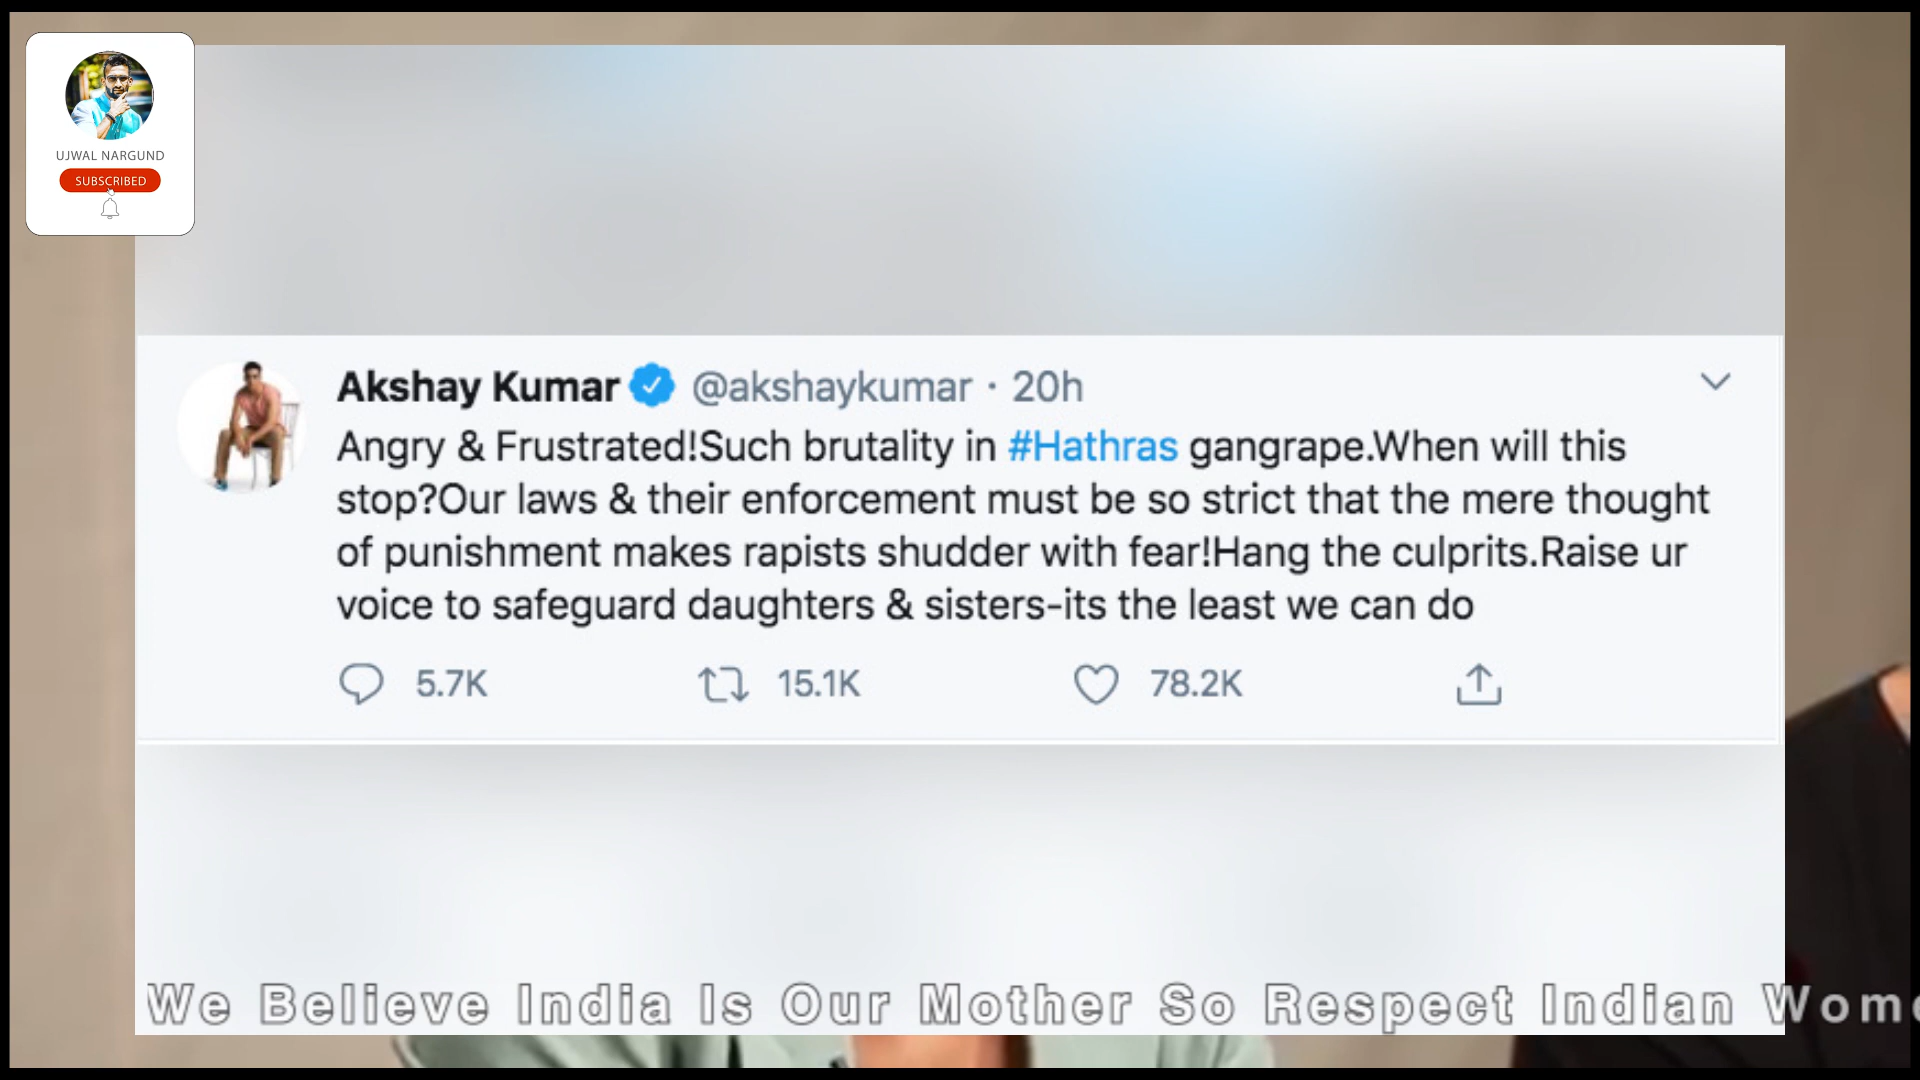 UJWAL NARGUND
SUBSCRIBED
Akshay Kumar @akshaykumar · 20h
Angry & Frustrated!Such brutality in #Hathras gangrape.When will this
stop?Our laws & their enforcement must be so strict that the mere thought
of punishment makes rapists shudder with fear!Hang the culprits.Raise ur
voice to safeguard daughters & sisters-its the least we can do
5.7K 15.1K 78.2K
We Believe India Is Our Mother So Respect Indian